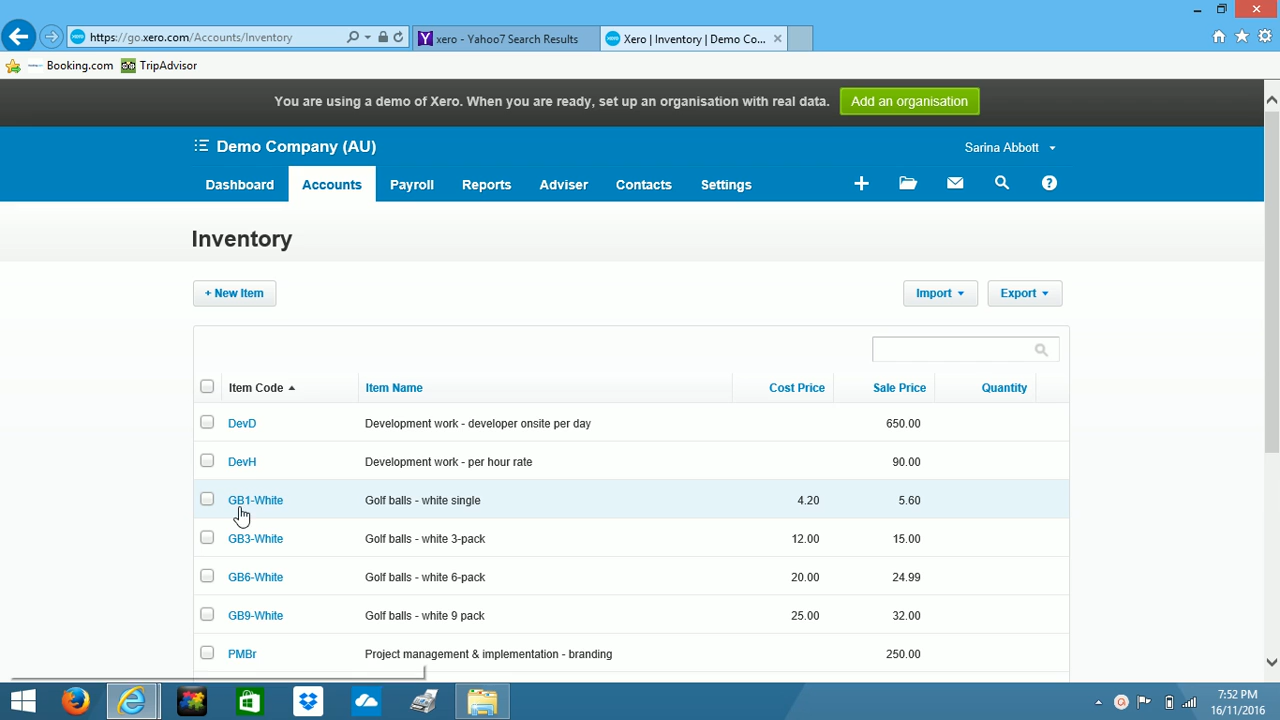 https://go.xero.com/Accounts/Inventory
xero - Yahoo7 Search Results
Xero | Inventory | Demo Co...
Booking.com
TripAdvisor
You are using a demo of Xero. When you are ready, set up an organisation with real data.
Add an organisation
Demo Company (AU)
Sarina Abbott
Dashboard Accounts Payroll Reports Adviser Contacts Settings
Inventory
+ New Item
Import
Export
Item Code Item Name Cost Price Sale Price Quantity
DevD Development work - developer onsite per day 650.00
DevH Development work - per hour rate 90.00
GB1-White Golf balls - white single 4.20 5.60
GB3-White Golf balls - white 3-pack 12.00 15.00
GB6-White Golf balls - white 6-pack 20.00 24.99
GB9-White Golf balls - white 9 pack 25.00 32.00
PMBr Project management & implementation - branding 250.00
7:52 PM
16/11/2016